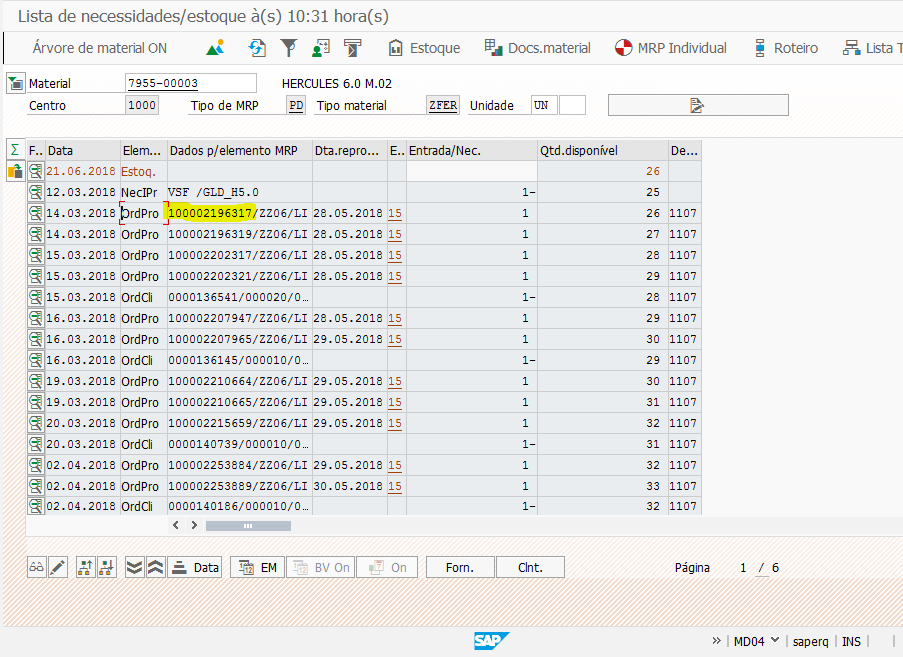 Lista de necessidades/estoque à(s) 10:31 hora(s)
Árvore de material ON Estoque Docs.material MRP Individual Roteiro Lista T
Material 7955-00003 HERCULES 6.0 M.02
Centro 1000 Tipo de MRP PD Tipo material ZFER Unidade UN
Σ F.. Data Elem... Dados p/elemento MRP Dta.repro... E.. Entrada/Nec. Qtd.disponível De...
21.06.2018 Estoq. 26
12.03.2018 NecIPr VSF /GLD_H5.0 1- 25
14.03.2018 OrdPro 100002196317/ZZ06/LI 28.05.2018 15 1 26 1107
14.03.2018 OrdPro 100002196319/ZZ06/LI 28.05.2018 15 1 27 1107
15.03.2018 OrdPro 100002202317/ZZ06/LI 28.05.2018 15 1 28 1107
15.03.2018 OrdPro 100002202321/ZZ06/LI 28.05.2018 15 1 29 1107
15.03.2018 OrdCli 0000136541/000020/0… 1- 28 1107
16.03.2018 OrdPro 100002207947/ZZ06/LI 28.05.2018 15 1 29 1107
16.03.2018 OrdPro 100002207965/ZZ06/LI 29.05.2018 15 1 30 1107
16.03.2018 OrdCli 0000136145/000010/0… 1- 29 1107
19.03.2018 OrdPro 100002210664/ZZ06/LI 29.05.2018 15 1 30 1107
19.03.2018 OrdPro 100002210665/ZZ06/LI 29.05.2018 15 1 31 1107
20.03.2018 OrdPro 100002215659/ZZ06/LI 29.05.2018 15 1 32 1107
20.03.2018 OrdCli 0000140739/000010/0… 1- 31 1107
02.04.2018 OrdPro 100002253884/ZZ06/LI 29.05.2018 15 1 32 1107
02.04.2018 OrdPro 100002253889/ZZ06/LI 30.05.2018 15 1 33 1107
02.04.2018 OrdCli 0000140186/000010/0… 1- 32 1107
Data EM BV On On Forn. Clnt. Página 1 / 6
SAP » MD04 saperq INS